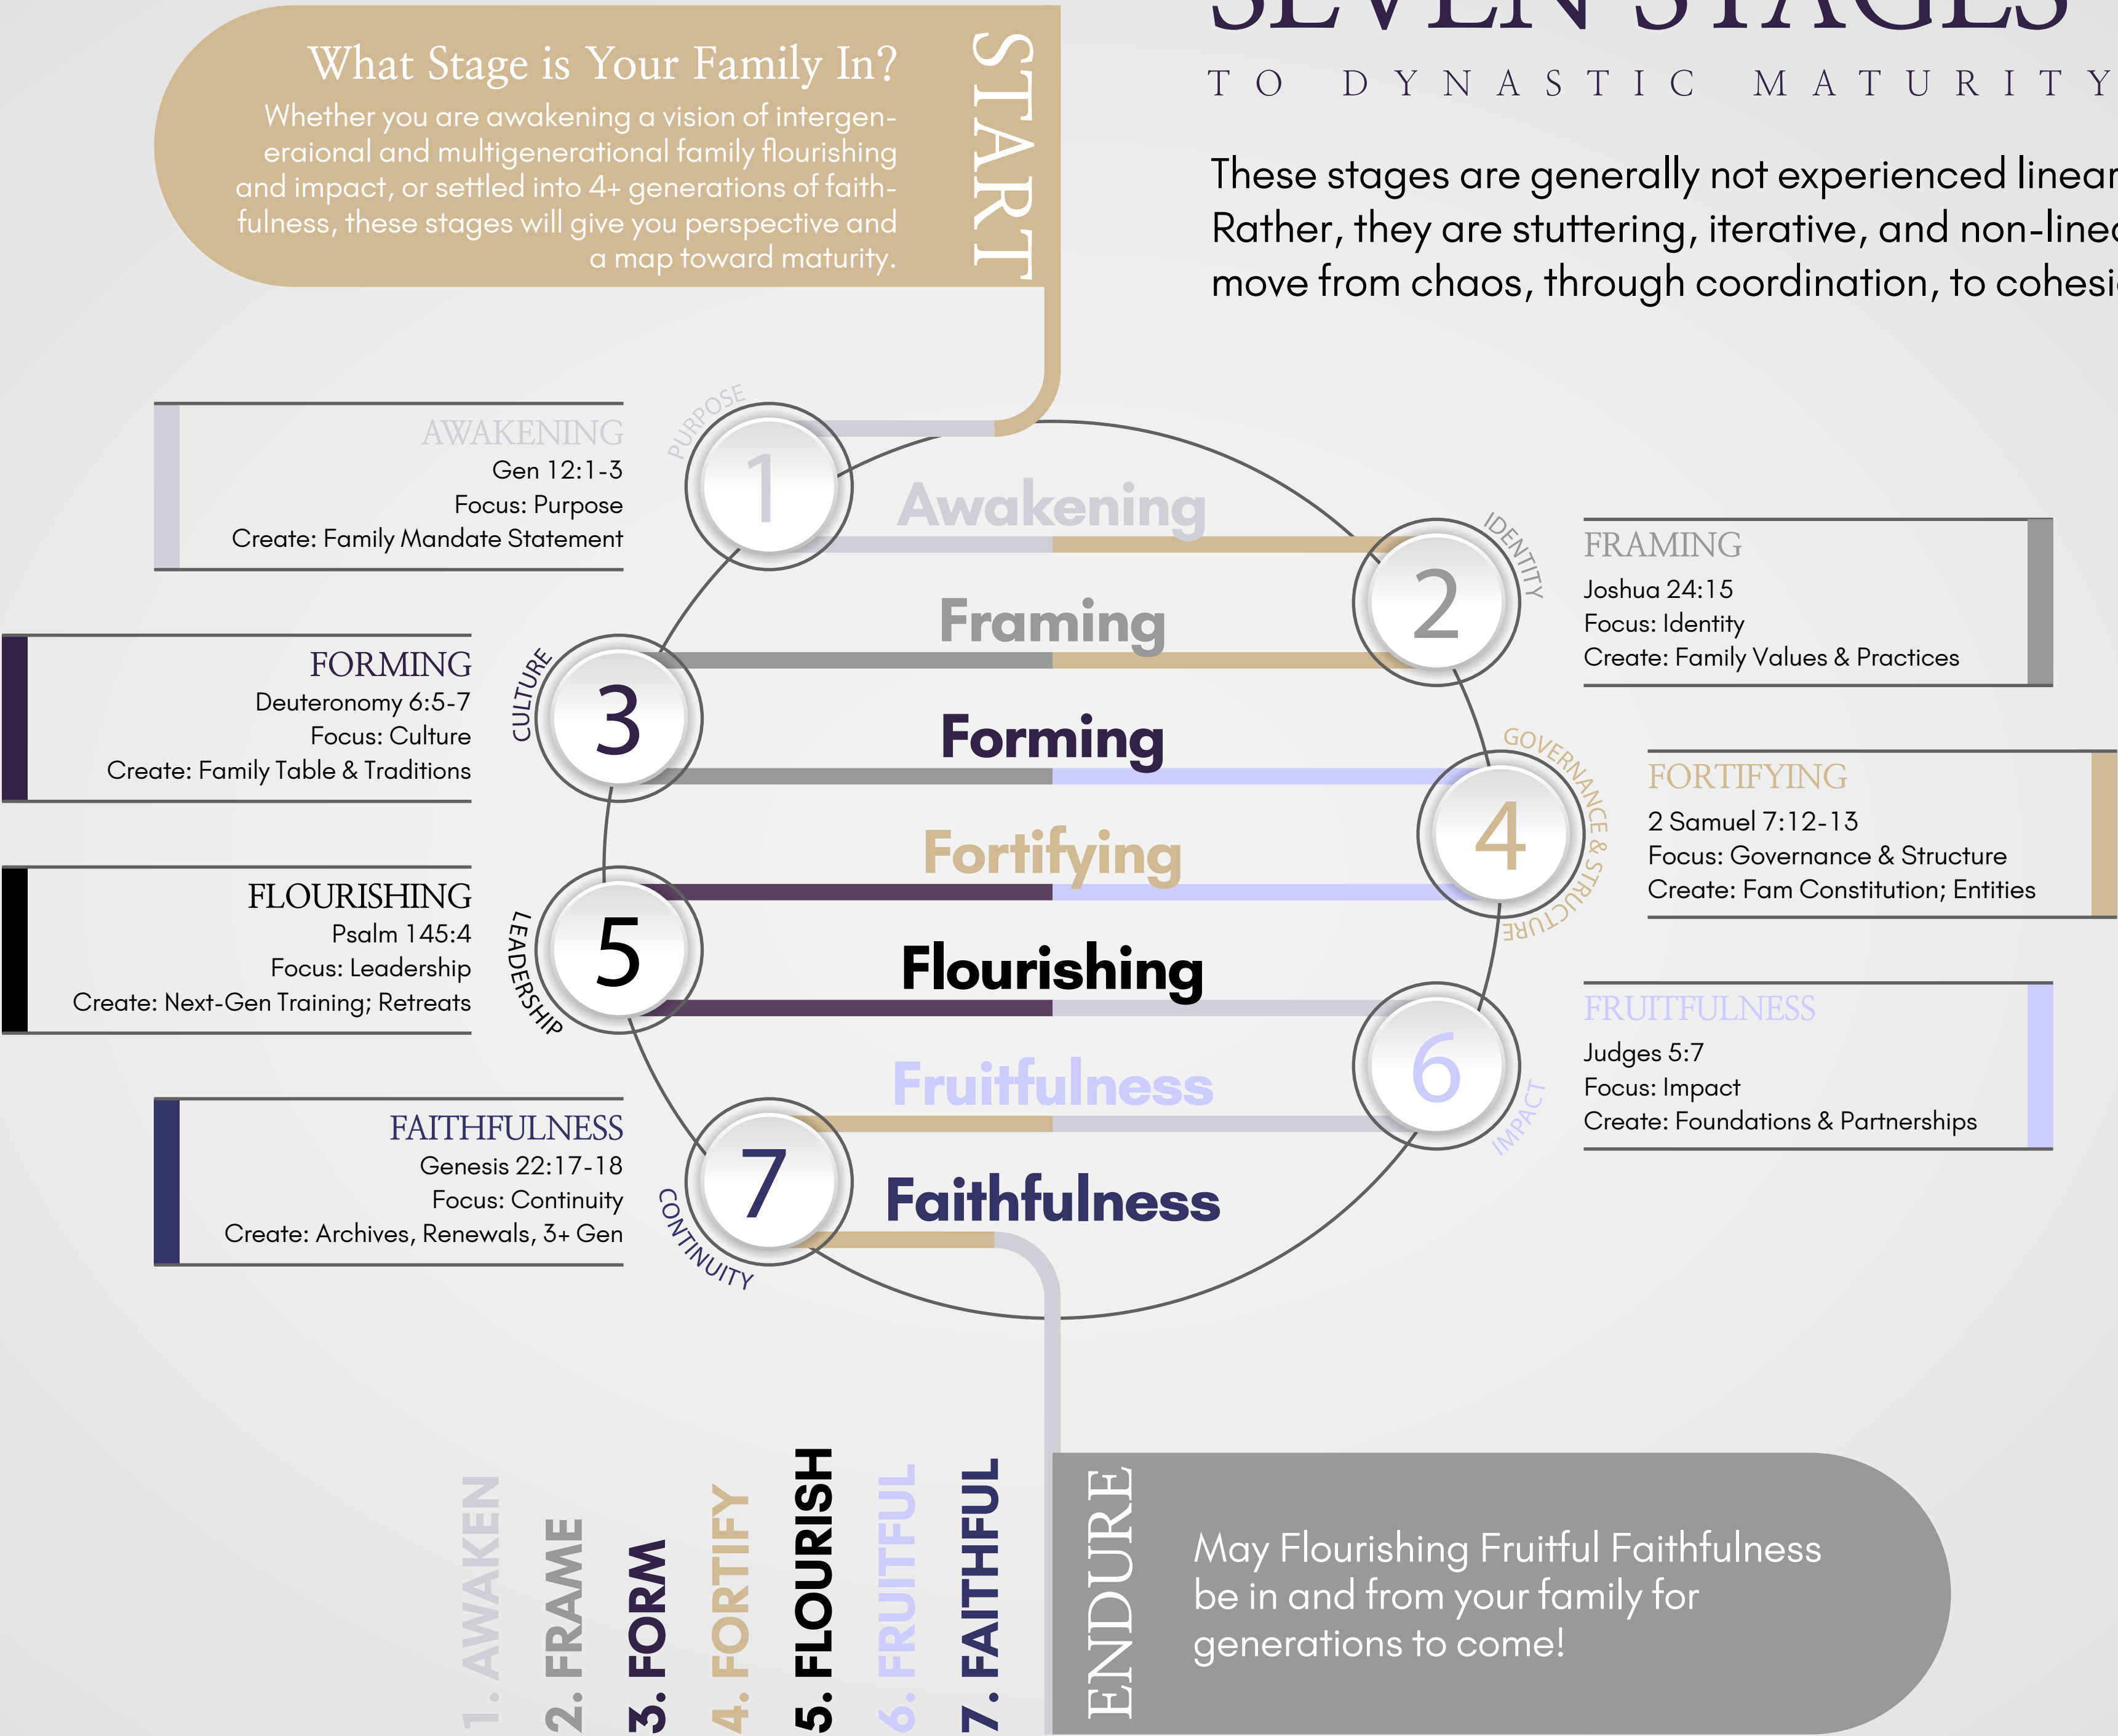 SEVEN STAGES
TO DYNASTIC MATURITY
These stages are generally not experienced linear
Rather, they are stuttering, iterative, and non-linea
move from chaos, through coordination, to cohesi
What Stage is Your Family In?
Whether you are awakening a vision of intergen-
eraional and multigenerational family flourishing
and impact, or settled into 4+ generations of faith-
fulness, these stages will give you perspective and
a map toward maturity.
START
AWAKENING
Gen 12:1-3
Focus: Purpose
Create: Family Mandate Statement
PURPOSE
1
Awakening
IDENTITY
2
FRAMING
Joshua 24:15
Focus: Identity
Create: Family Values & Practices
Framing
FORMING
Deuteronomy 6:5-7
Focus: Culture
Create: Family Table & Traditions
CULTURE
3
Forming
GOVERNANCE & STRUCTURE
4
FORTIFYING
2 Samuel 7:12-13
Focus: Governance & Structure
Create: Fam Constitution; Entities
Fortifying
FLOURISHING
Psalm 145:4
Focus: Leadership
Create: Next-Gen Training; Retreats
LEADERSHIP
5
Flourishing
IMPACT
6
FRUITFULNESS
Judges 5:7
Focus: Impact
Create: Foundations & Partnerships
Fruitfulness
FAITHFULNESS
Genesis 22:17-18
Focus: Continuity
Create: Archives, Renewals, 3+ Gen
CONTINUITY
7
Faithfulness
1. AWAKEN
2. FRAME
3. FORM
4. FORTIFY
5. FLOURISH
6. FRUITFUL
7. FAITHFUL
ENDURE
May Flourishing Fruitful Faithfulness
be in and from your family for
generations to come!